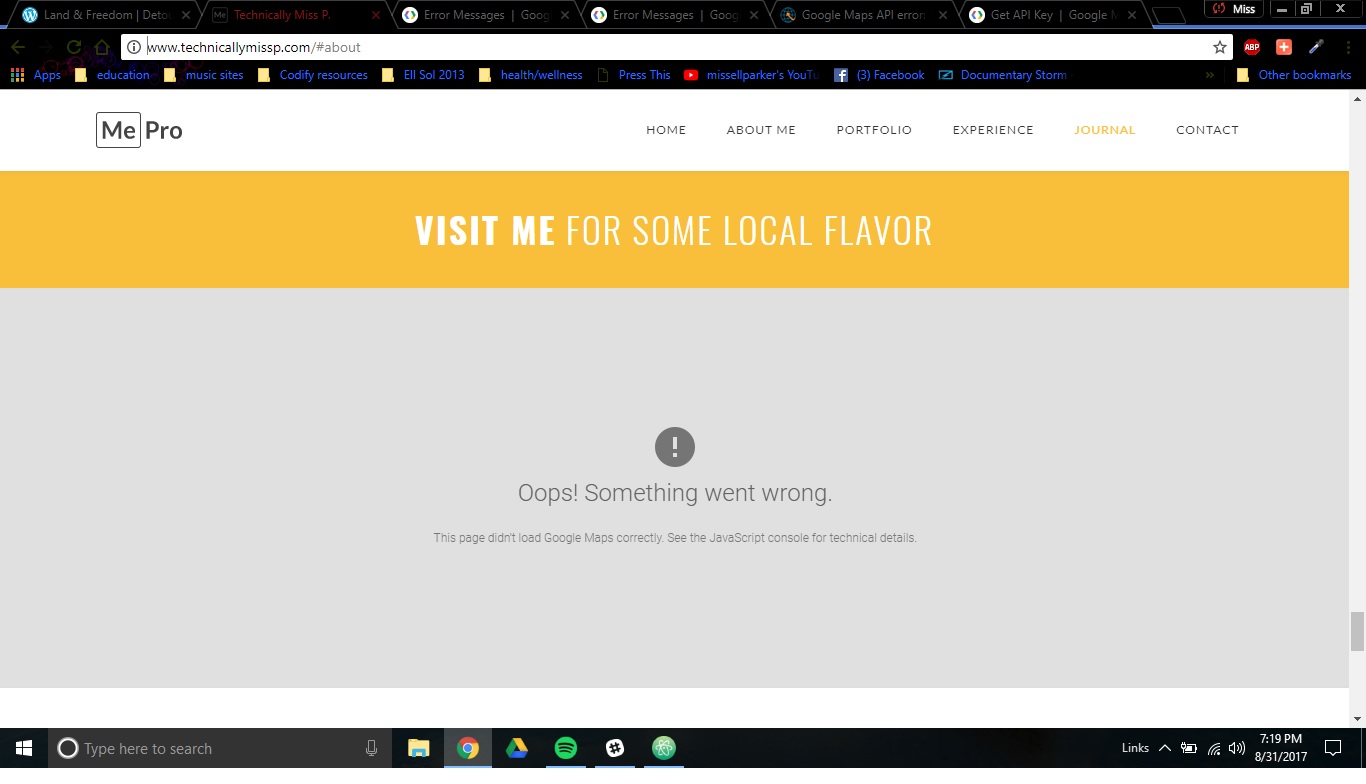 Land & Freedom | Detou
Technically Miss P.
Error Messages | Goog
Error Messages | Goog
Google Maps API error
Get API Key | Google M
Miss
www.technicallymissp.com/#about
ABP
Apps
education
music sites
Codify resources
Ell Sol 2013
health/wellness
Press This
missellparker's YouTu
(3) Facebook
Documentary Storm
»
Other bookmarks
Me Pro
HOME
ABOUT ME
PORTFOLIO
EXPERIENCE
JOURNAL
CONTACT
VISIT ME FOR SOME LOCAL FLAVOR
Oops! Something went wrong.
This page didn't load Google Maps correctly. See the JavaScript console for technical details.
Type here to search
Links
7:19 PM
8/31/2017